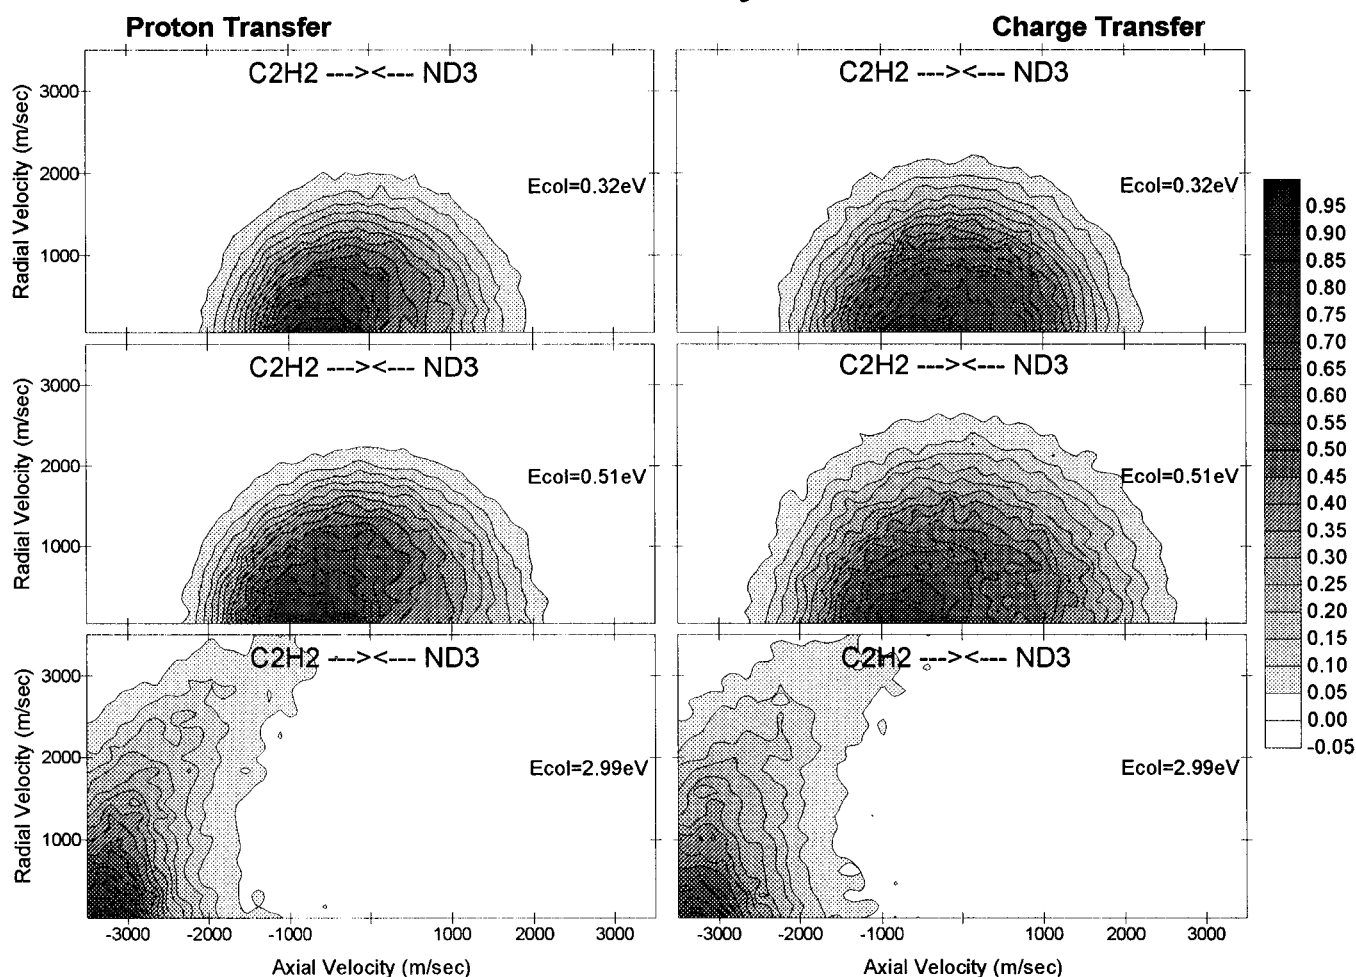 Proton Transfer
Charge Transfer
C2H2 ---><--- ND3
C2H2 ---><--- ND3
Radial Velocity (m/sec)
3000
2000
1000
Ecol=0.32eV
Ecol=0.32eV
C2H2 ---><--- ND3
C2H2 ---><--- ND3
Radial Velocity (m/sec)
3000
2000
1000
Ecol=0.51eV
Ecol=0.51eV
C2H2 ---><--- ND3
C2H2 ---><--- ND3
Radial Velocity (m/sec)
3000
2000
1000
Ecol=2.99eV
Ecol=2.99eV
-3000 -2000 -1000 1000 2000 3000
-3000 -2000 -1000 1000 2000 3000
Axial Velocity (m/sec)
Axial Velocity (m/sec)
0.95
0.90
0.85
0.80
0.75
0.70
0.65
0.60
0.55
0.50
0.45
0.40
0.35
0.30
0.25
0.20
0.15
0.10
0.05
0.00
-0.05